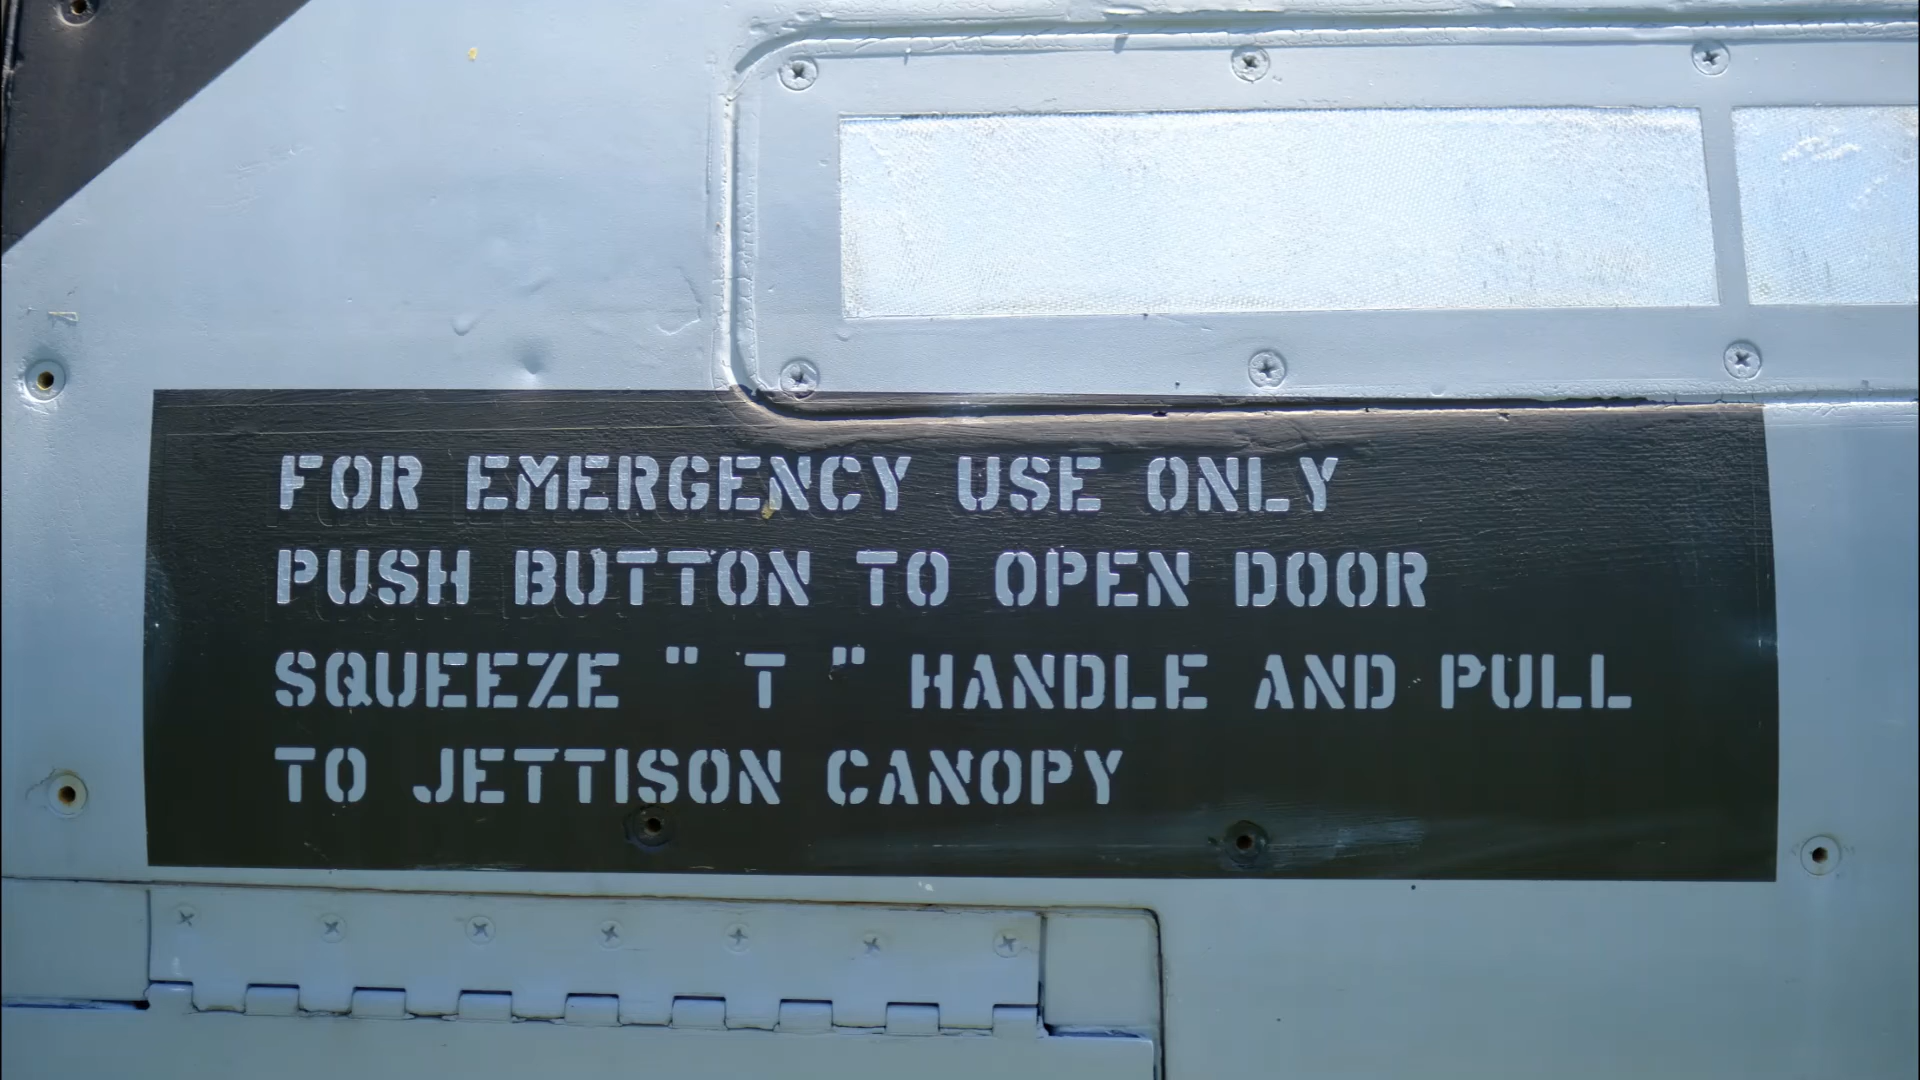 FOR EMERGENCY USE ONLY
PUSH BUTTON TO OPEN DOOR
SQUEEZE " T " HANDLE AND PULL
TO JETTISON CANOPY